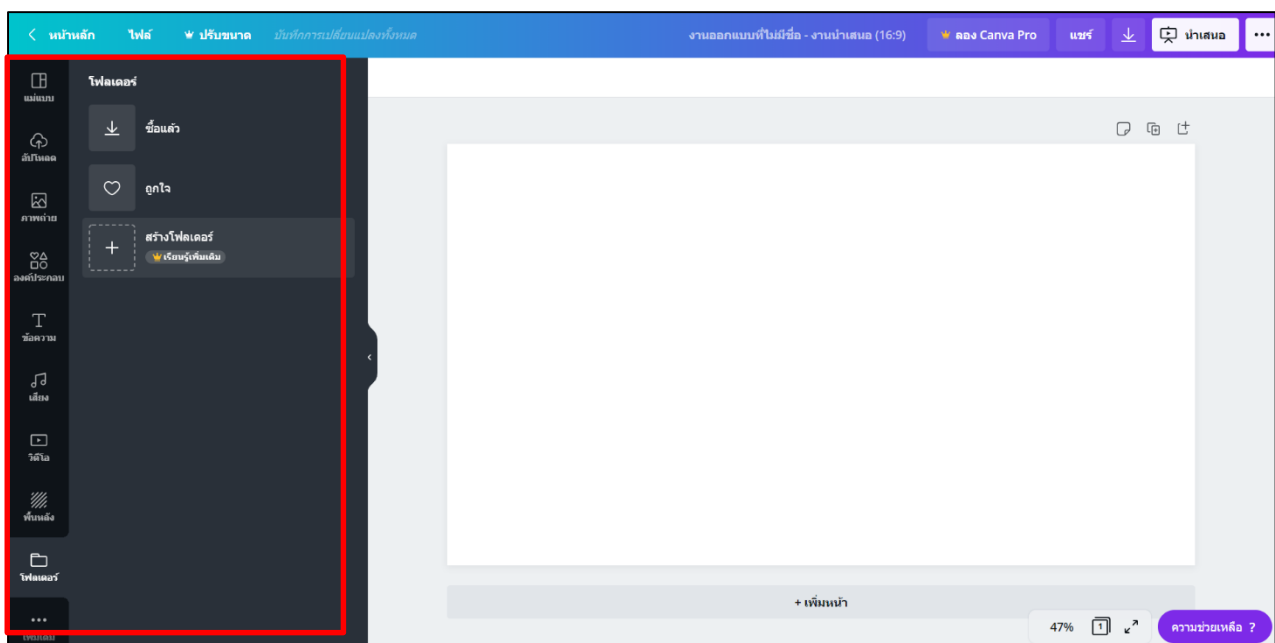 หน้าหลัก ไฟล์ ปรับขนาด บันทึกการเปลี่ยนแปลงทั้งหมด งานออกแบบที่ไม่มีชื่อ - งานนำเสนอ (16:9) ลอง Canva Pro แชร์ นำเสนอ
แม่แบบ
อัปโหลด
ภาพถ่าย
องค์ประกอบ
ข้อความ
เสียง
วิดีโอ
พื้นหลัง
โฟลเดอร์
เพิ่มเติม
โฟลเดอร์
ซื้อแล้ว
ถูกใจ
สร้างโฟลเดอร์
เรียนรู้เพิ่มเติม
+ เพิ่มหน้า
47% 1 ความช่วยเหลือ ?